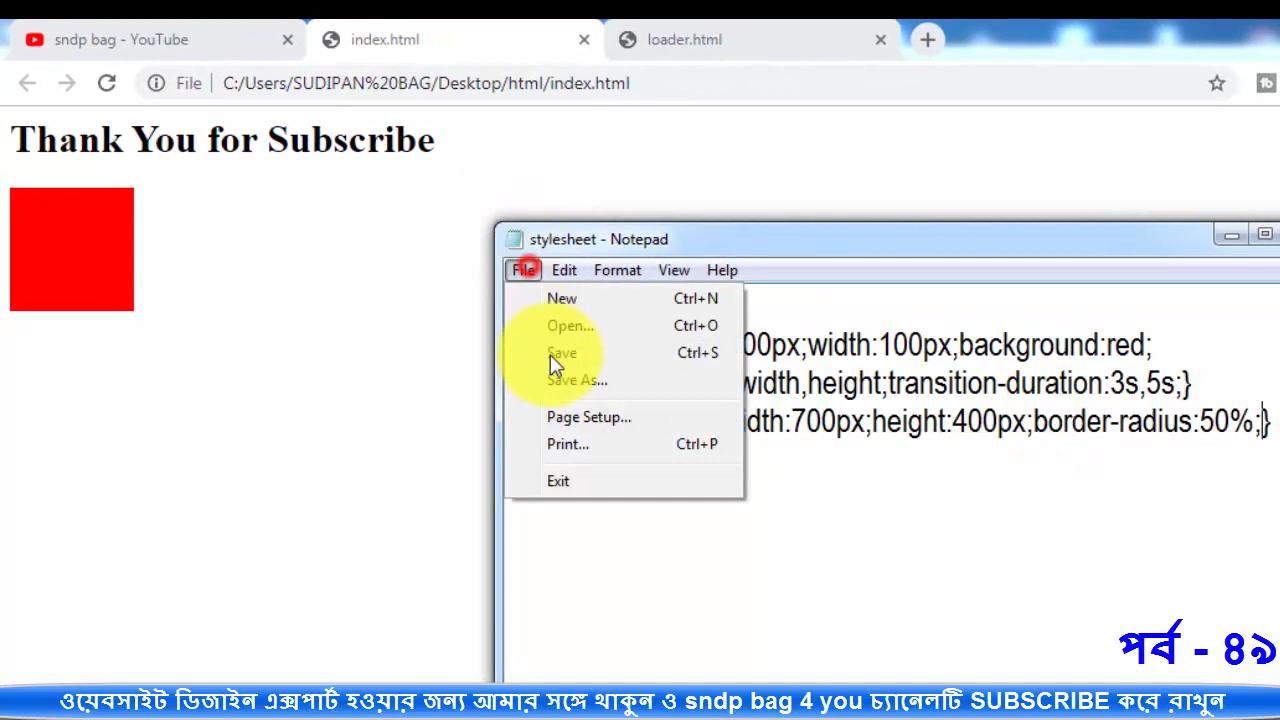 sndp bag - YouTube
index.html
loader.html
File
C:/Users/SUDIPAN%20BAG/Desktop/html/index.html
Thank You for Subscribe
stylesheet - Notepad
File Edit Format View Help
New Ctrl+N
Open... Ctrl+O
Save Ctrl+S
Save As...
Page Setup...
Print... Ctrl+P
Exit
00px;width:100px;background:red;
width,height;transition-duration:3s,5s;}
idth:700px;height:400px;border-radius:50%;}
পর্ব - ৪৯
ওয়েবসাইট ডিজাইন এক্সপার্ট হওয়ার জন্য আমার সঙ্গে থাকুন ও sndp bag 4 you চ্যানেলটি SUBSCRIBE করে রাখুন